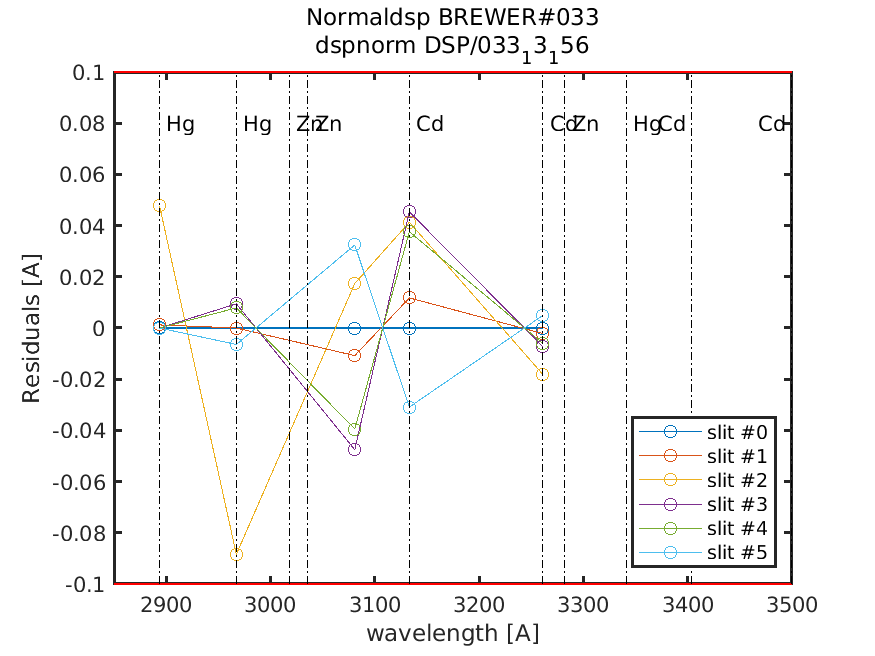 Normaldsp BREWER#033
dspnorm DSP/033₁3₁56
0.1
0.08
0.06
0.04
0.02
0
-0.02
-0.04
-0.06
-0.08
-0.1
Residuals [A]
Hg Hg Zn Zn Cd Cd Zn Hg Cd Cd
slit #0
slit #1
slit #2
slit #3
slit #4
slit #5
2900 3000 3100 3200 3300 3400 3500
wavelength [A]